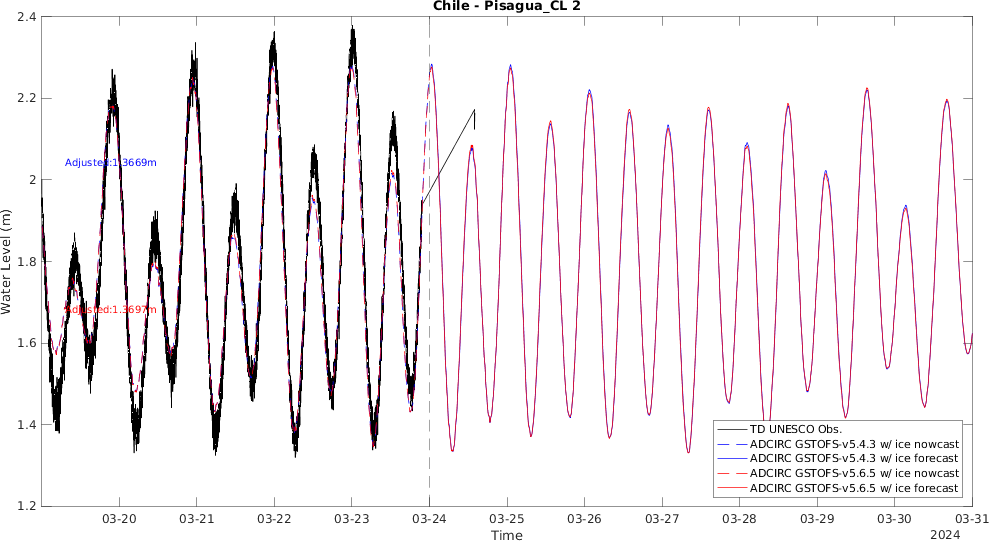 Chile - Pisagua_CL 2
Water Level (m)
2.4
2.2
2
1.8
1.6
1.4
1.2
Adjusted:1.3669m
Adjusted:1.3697m
TD UNESCO Obs.
ADCIRC GSTOFS-v5.4.3 w/ ice nowcast
ADCIRC GSTOFS-v5.4.3 w/ ice forecast
ADCIRC GSTOFS-v5.6.5 w/ ice nowcast
ADCIRC GSTOFS-v5.6.5 w/ ice forecast
03-20 03-21 03-22 03-23 03-24 03-25 03-26 03-27 03-28 03-29 03-30 03-31
Time
2024